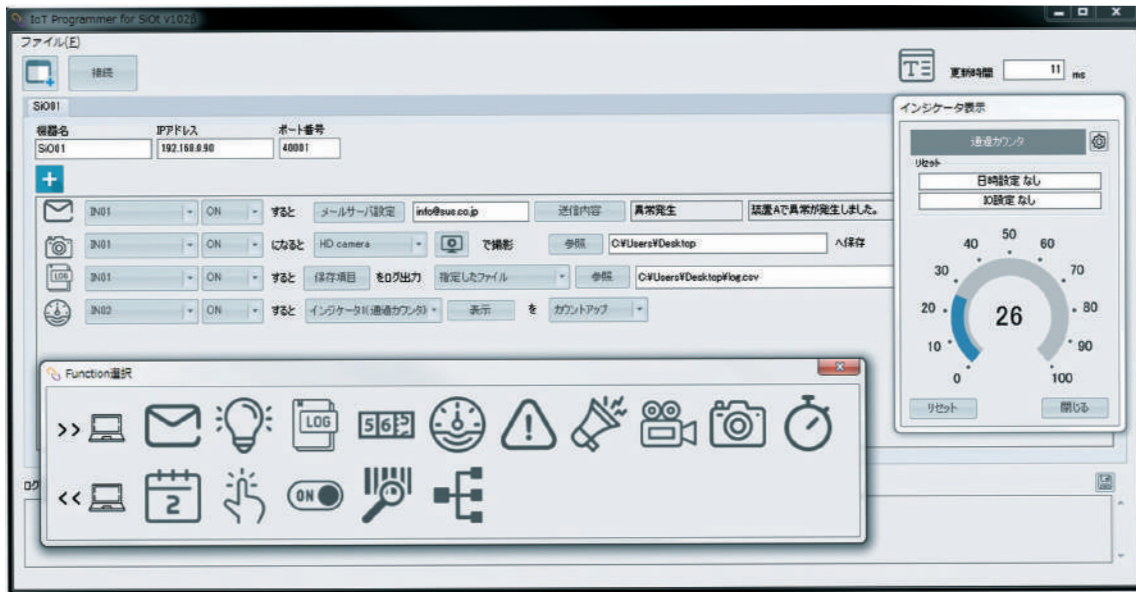 IoT Programmer for SiOt v1028
ファイル(F)
接続
更新時間 11 ms
SiO01
機器名 IPアドレス ポート番号
SiO01 192.168.0.90 40001
IN01 ON すると メールサーバ設定 info@sus.co.jp 送信内容 異常発生 装置Aで異常が発生しました。
IN01 ON になると HD camera で撮影 参照 C:¥Users¥Desktop へ保存
LOG IN01 ON すると 保存項目 をログ出力 指定したファイル 参照 C:¥Users¥Desktop¥log.csv
IN02 ON すると インジケータ1(通過カウンタ) 表示 を カウントアップ
インジケータ表示
通過カウンタ
リセット
日時設定 なし
IO設定 なし
0 10 20 30 40 50 60 70 80 90 100
26
リセット 閉じる
Function選択
>> LOG 565
<< 2 ON
ログ